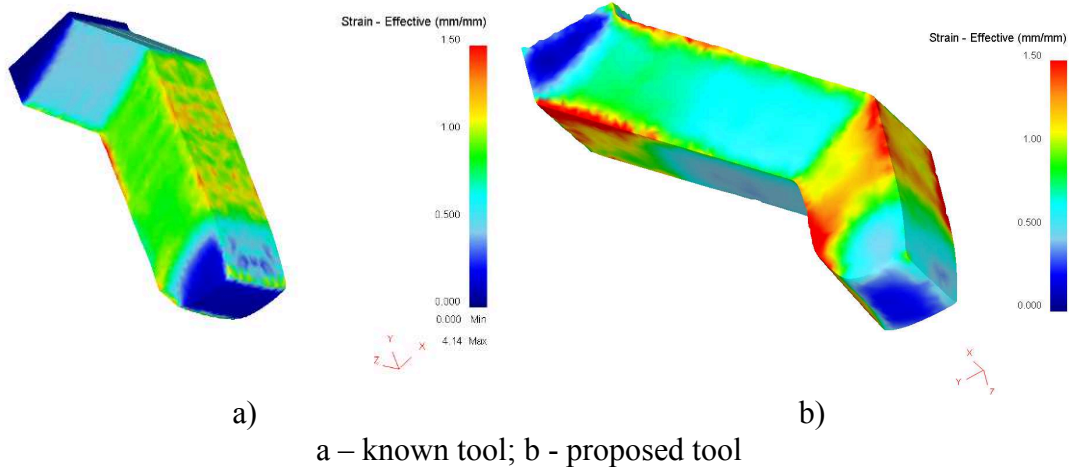 Strain - Effective (mm/mm)
1.50
1.00
0.500
0.000
0.000 Min
4.14 Max
Y
X
Z
Strain - Effective (mm/mm)
1.50
1.00
0.500
0.000
X
Y
Z
a)
b)
a – known tool; b - proposed tool